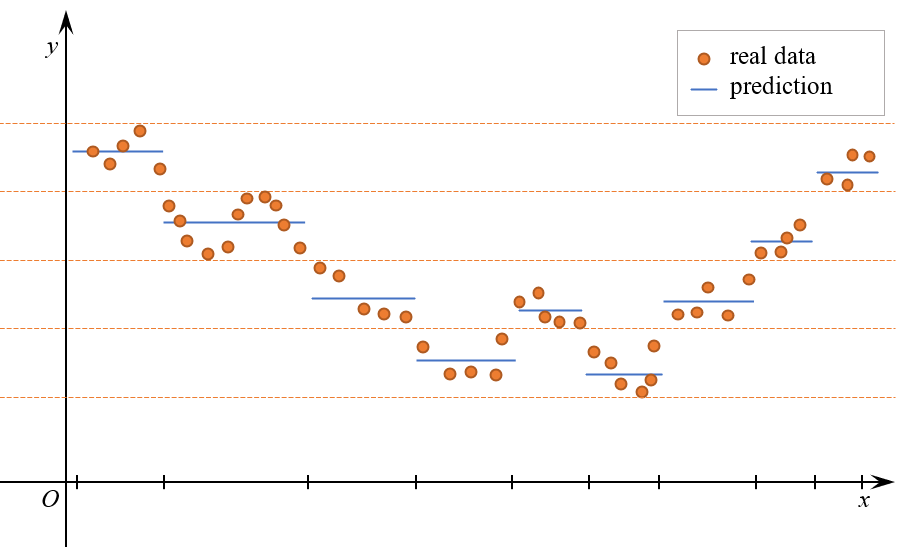 y
real data
prediction
O
x